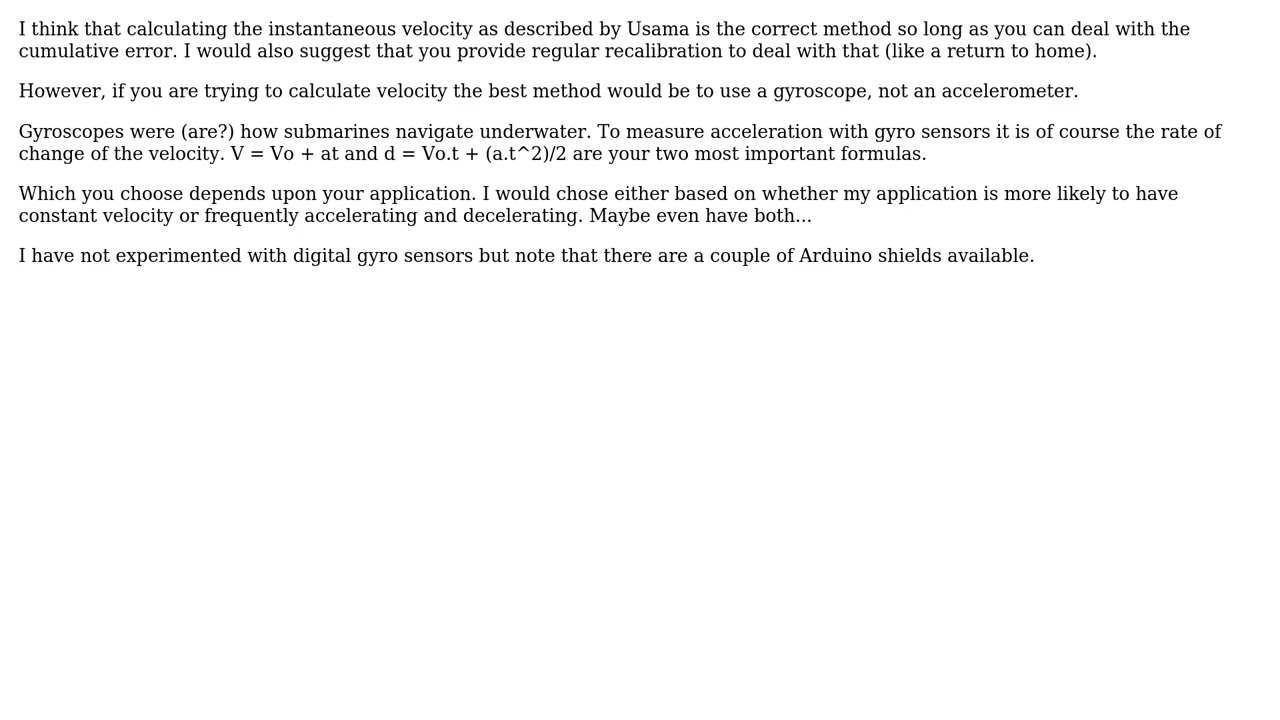 I think that calculating the instantaneous velocity as described by Usama is the correct method so long as you can deal with the
cumulative error. I would also suggest that you provide regular recalibration to deal with that (like a return to home).
However, if you are trying to calculate velocity the best method would be to use a gyroscope, not an accelerometer.
Gyroscopes were (are?) how submarines navigate underwater. To measure acceleration with gyro sensors it is of course the rate of
change of the velocity. V = Vo + at and d = Vo.t + (a.t^2)/2 are your two most important formulas.
Which you choose depends upon your application. I would chose either based on whether my application is more likely to have
constant velocity or frequently accelerating and decelerating. Maybe even have both...
I have not experimented with digital gyro sensors but note that there are a couple of Arduino shields available.